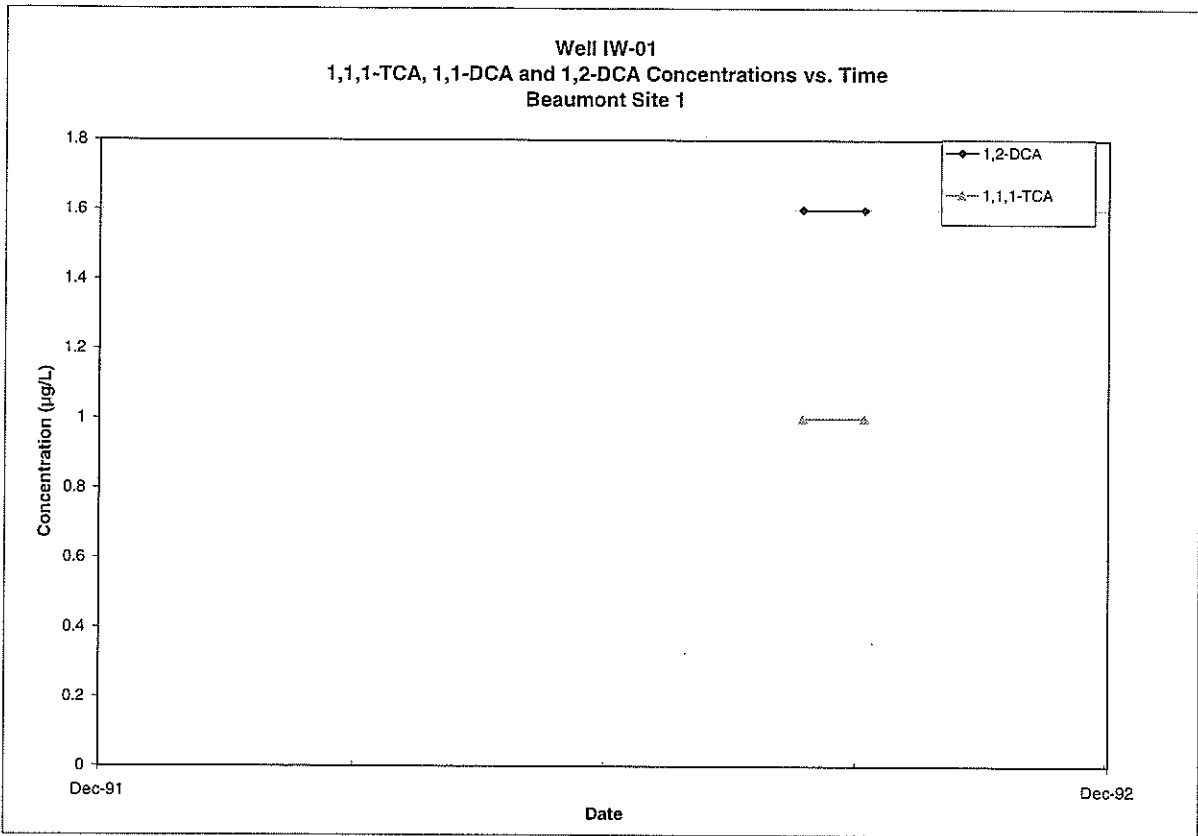 Well IW-01
1,1,1-TCA, 1,1-DCA and 1,2-DCA Concentrations vs. Time
Beaumont Site 1
1.8
1.6
1.4
1.2
1
0.8
0.6
0.4
0.2
0
Concentration (µg/L)
1,2-DCA
1,1,1-TCA
Dec-91
Dec-92
Date